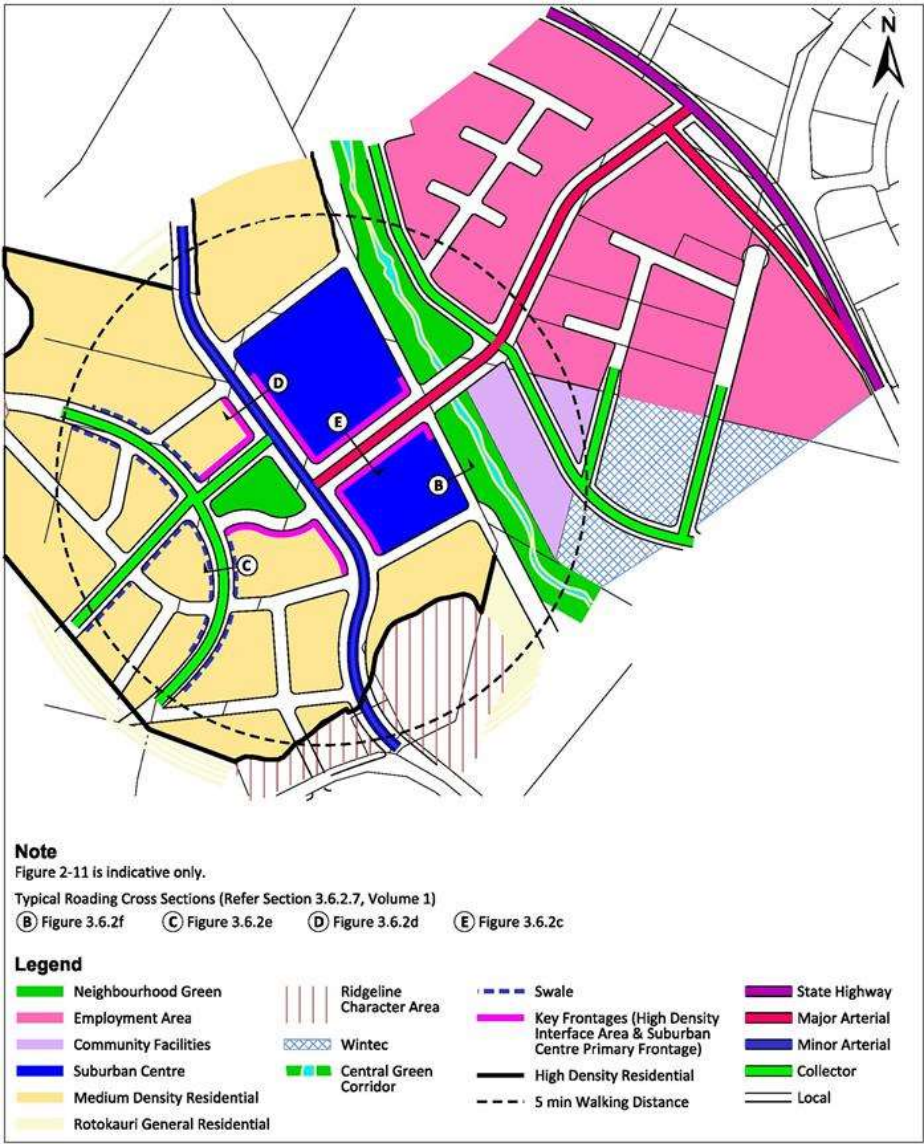 N
D
E
B
C
Note
Figure 2-11 is indicative only.
Typical Roading Cross Sections (Refer Section 3.6.2.7, Volume 1)
B Figure 3.6.2f C Figure 3.6.2e D Figure 3.6.2d E Figure 3.6.2c
Legend
Neighbourhood Green
Employment Area
Community Facilities
Suburban Centre
Medium Density Residential
Rotokauri General Residential
Ridgeline
Character Area
Wintec
Central Green
Corridor
Swale
Key Frontages (High Density
Interface Area & Suburban
Centre Primary Frontage)
High Density Residential
5 min Walking Distance
State Highway
Major Arterial
Minor Arterial
Collector
Local